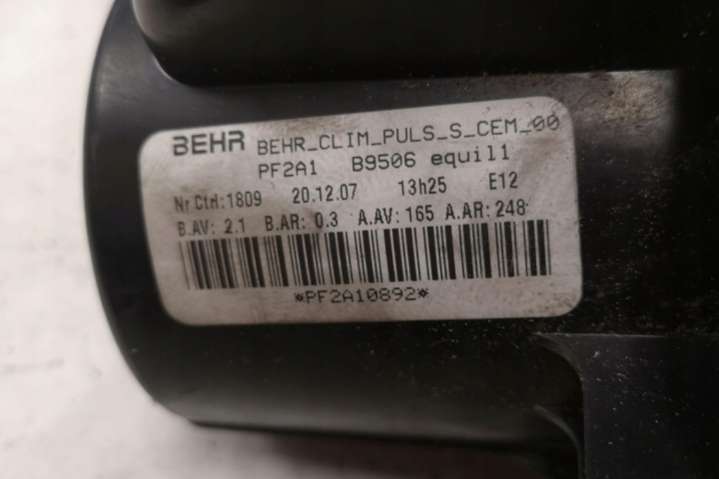 BEHR BEHR_CLIM_PULS_S_CEM_00
PF2A1 B9506 equil1
Nr Ctrl:1809 20.12.07 13h25 E12
B.AV: 2.1 B.AR: 0.3 A.AV: 165 A.AR: 248
*PF2A10892*